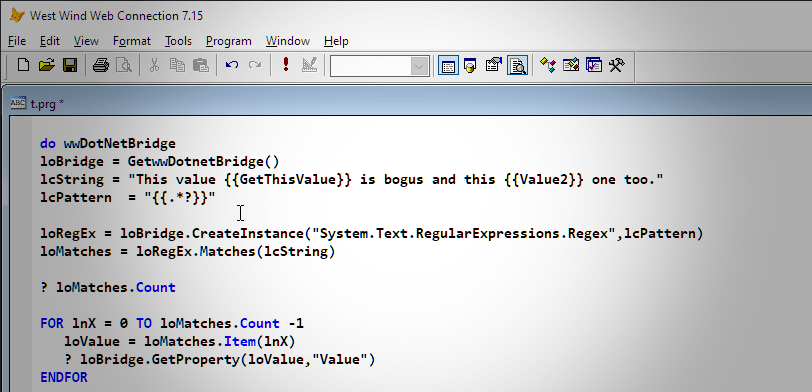 West Wind Web Connection 7.15
File Edit View Format Tools Program Window Help
ABC t.prg *
do wwDotNetBridge
loBridge = GetwwDotnetBridge()
lcString = "This value {{GetThisValue}} is bogus and this {{Value2}} one too."
lcPattern  = "{{.*?}}"
loRegEx = loBridge.CreateInstance("System.Text.RegularExpressions.Regex",lcPattern)
loMatches = loRegEx.Matches(lcString)
? loMatches.Count
FOR lnX = 0 TO loMatches.Count -1
   loValue = loMatches.Item(lnX)
   ? loBridge.GetProperty(loValue,"Value")
ENDFOR